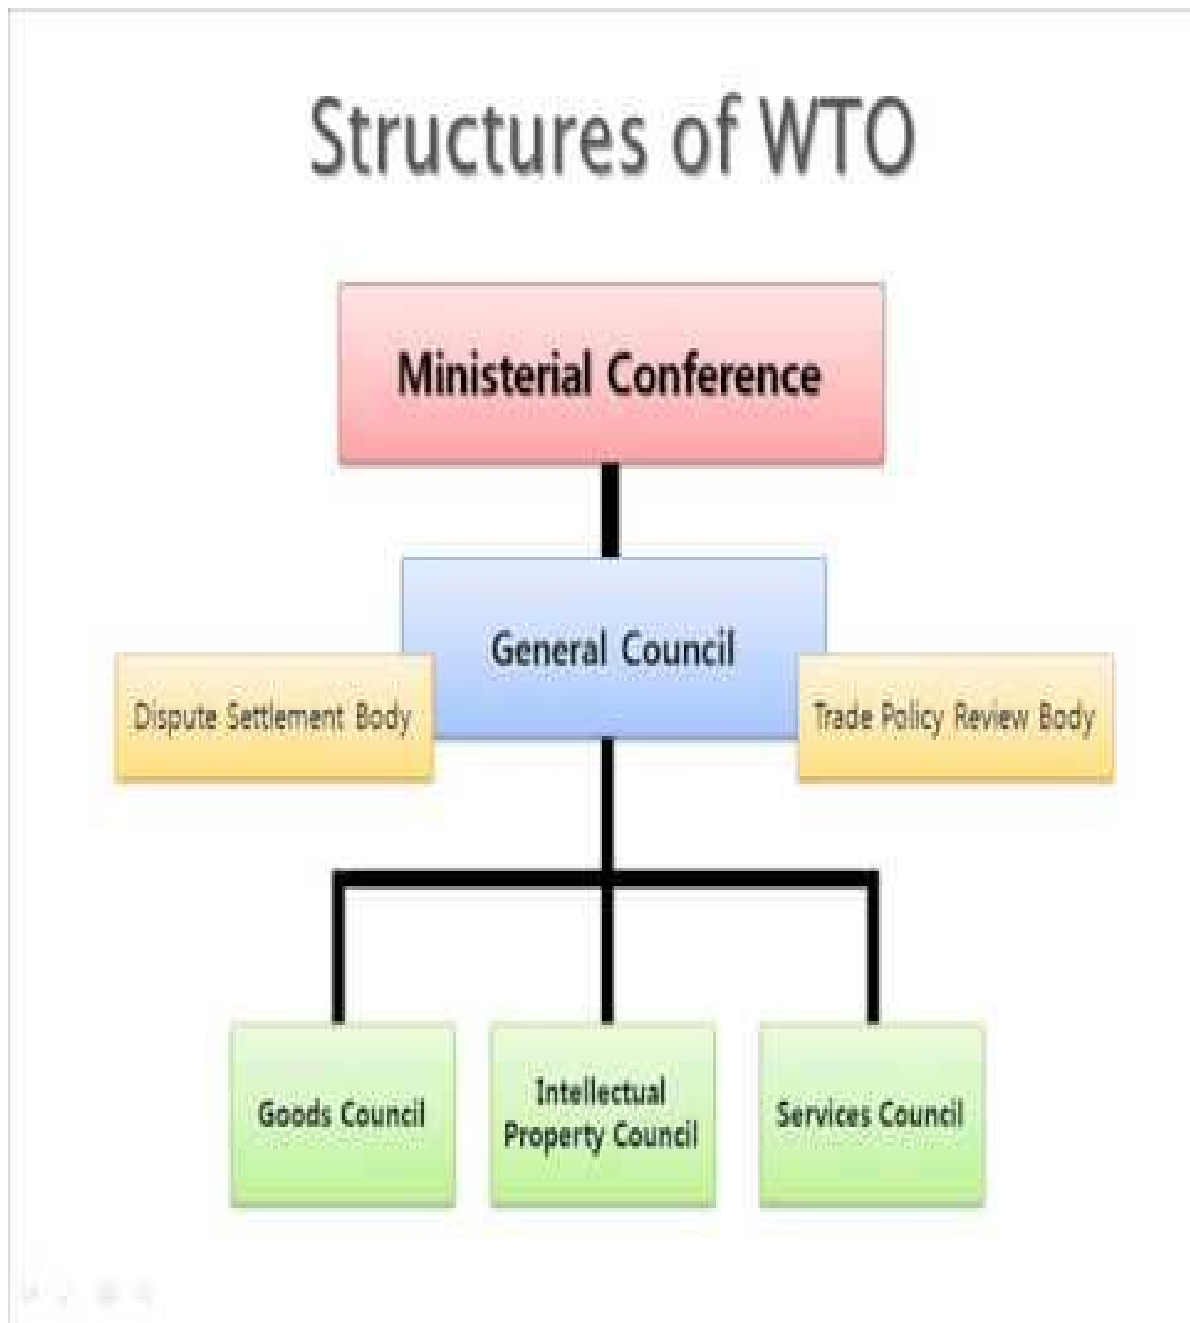 Structures of WTO
Ministerial Conference
General Council
Dispute Settlement Body
Trade Policy Review Body
Goods Council
Intellectual
Property Council
Services Council